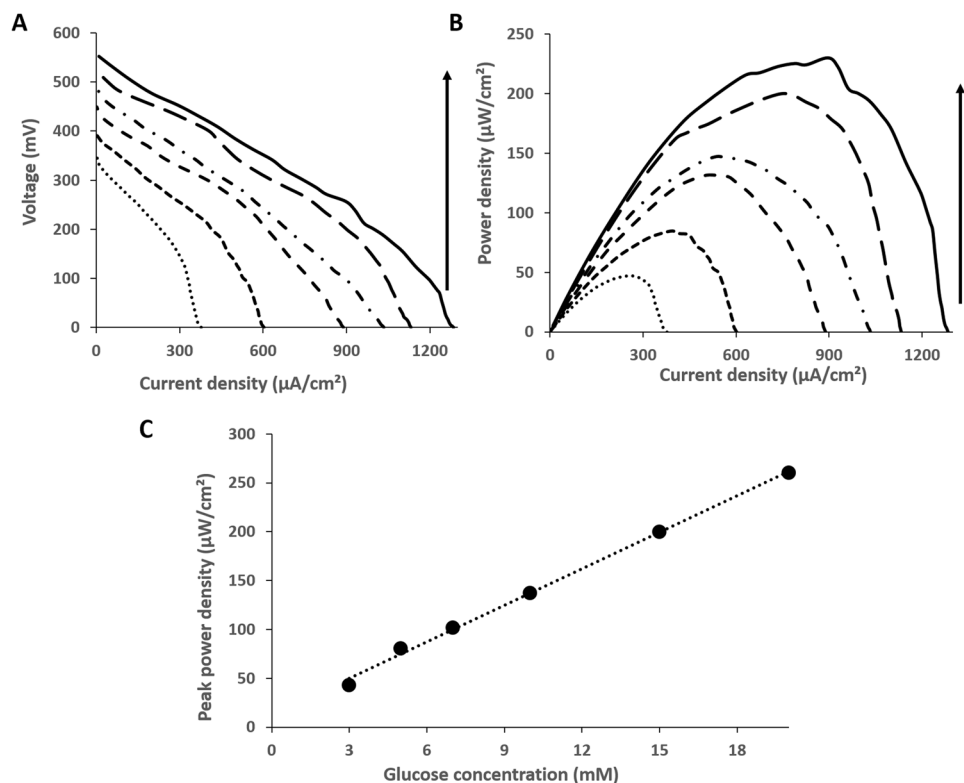 A
Voltage (mV)
600
500
400
300
200
100
0
0 300 600 900 1200
Current density (µA/cm²)
B
Power density (µW/cm²)
250
200
150
100
50
0
0 300 600 900 1200
Current density (µA/cm²)
C
Peak power density (µW/cm²)
300
250
200
150
100
50
0
0 3 6 9 12 15 18
Glucose concentration (mM)